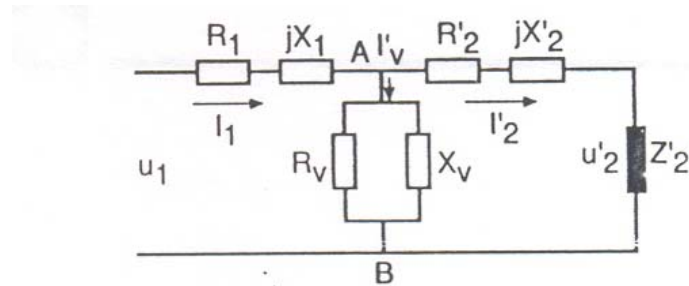 R₁ jX₁ A I'ᵥ R'₂ jX'₂
I₁ I'₂
u₁ Rᵥ Xᵥ u'₂ Z'₂
B